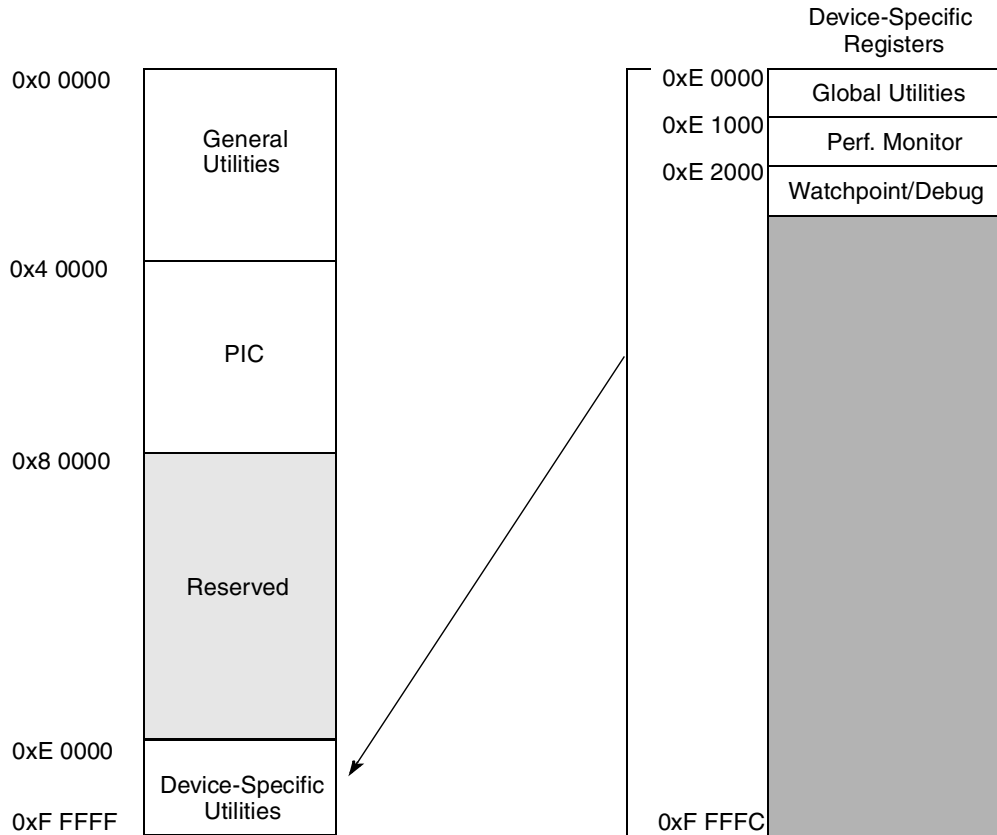 Device-Specific
Registers
0x0 0000
General
Utilities
0x4 0000
PIC
0x8 0000
Reserved
0xE 0000
Device-Specific
Utilities
0xF FFFF
0xE 0000
Global Utilities
0xE 1000
Perf. Monitor
0xE 2000
Watchpoint/Debug
0xF FFFC